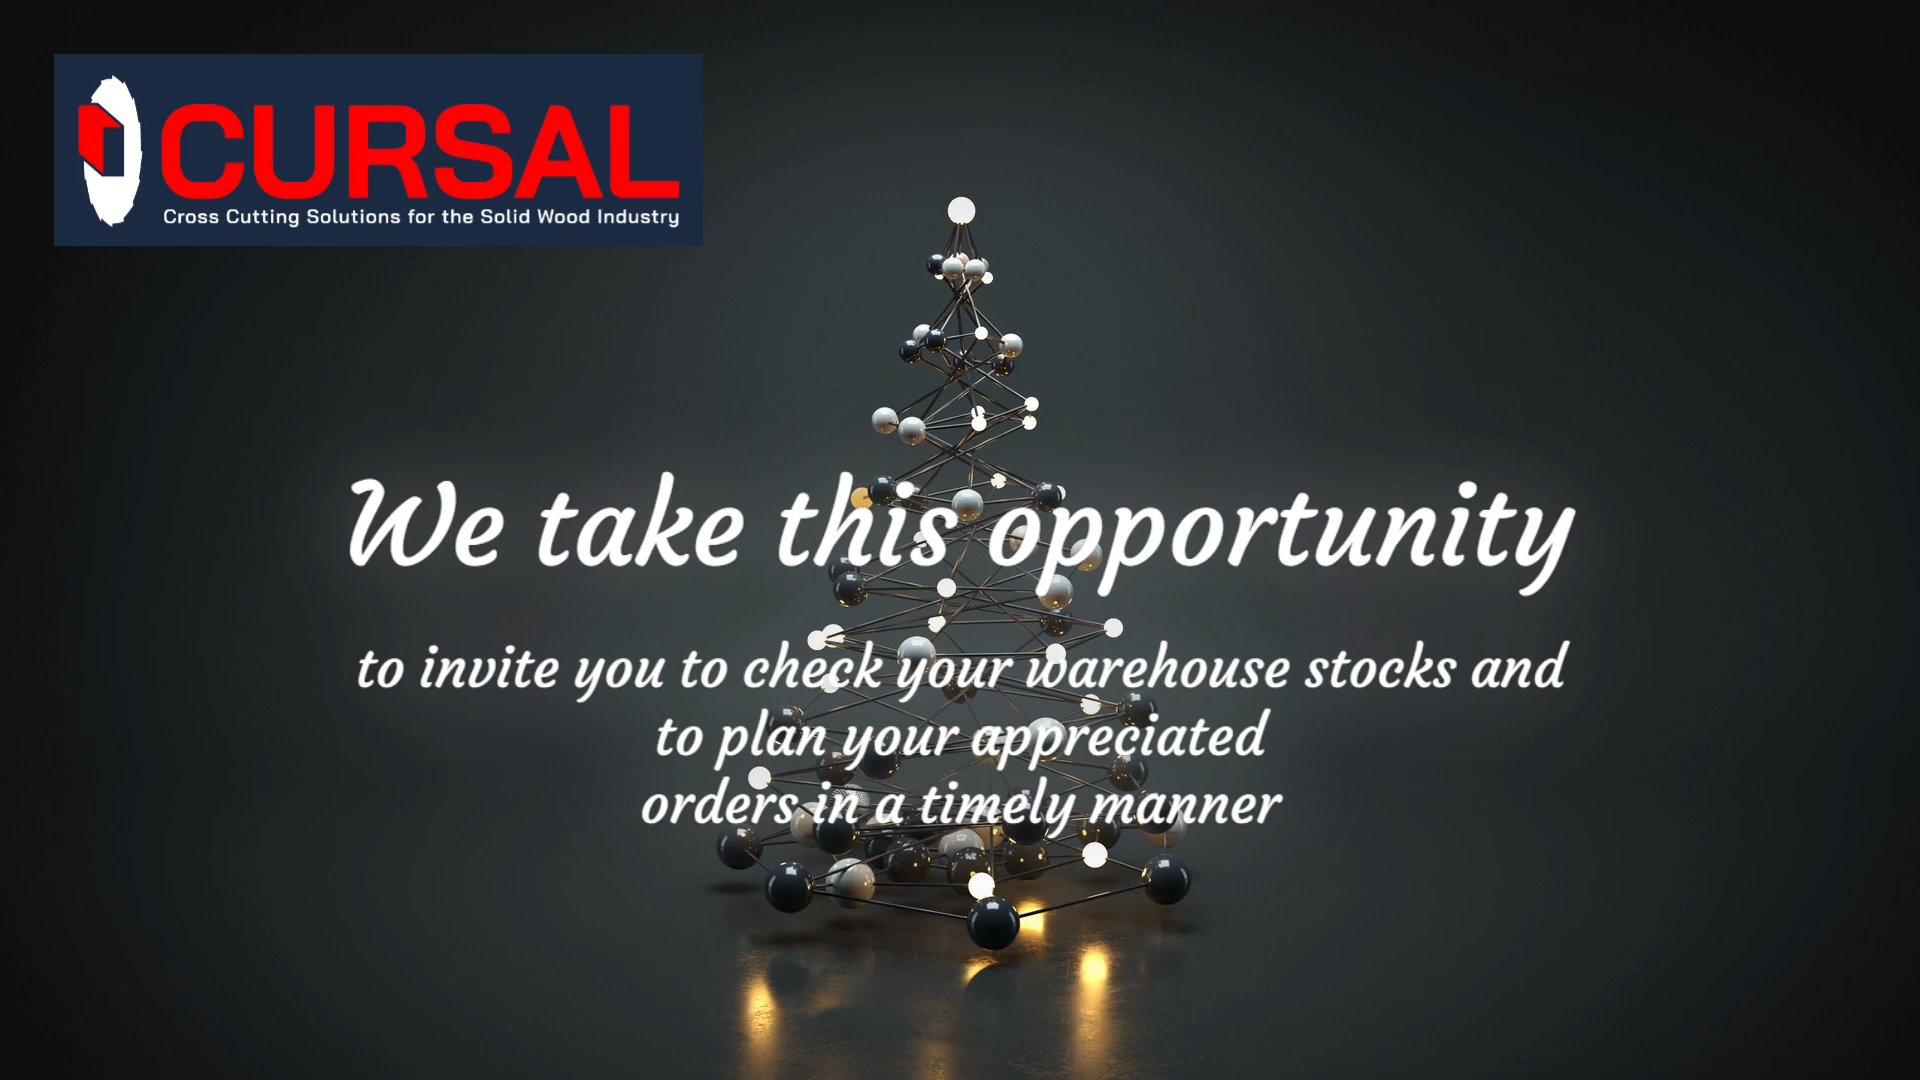 CURSAL
Cross Cutting Solutions for the Solid Wood Industry
We take this opportunity
to invite you to check your warehouse stocks and
to plan your appreciated
orders in a timely manner